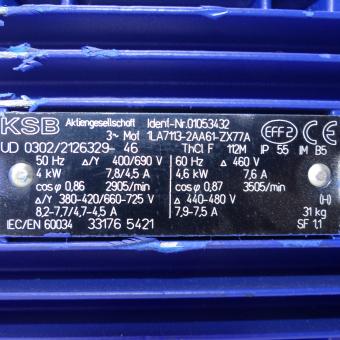 KSB Aktiengesellschaft Ident-Nr.01053432
3~ Mot 1LA7113-2AA61-ZX77A
EFF2
UD 0302/2126329- 46 ThCl F 112M IP 55 IM B5
50 Hz Δ/Y 400/690 V 60 Hz Δ 460 V
4 kW 7,8/4,5 A 4,6 kW 7,6 A
cos φ 0,86 2905/min cos φ 0,87 3505/min
Δ/Y 380-420/660-725 V Δ 440-480 V (H)
8,2-7,7/4,7-4,5 A 7,9-7,5 A 31 kg
IEC/EN 60034 33176 5421 SF 1,1